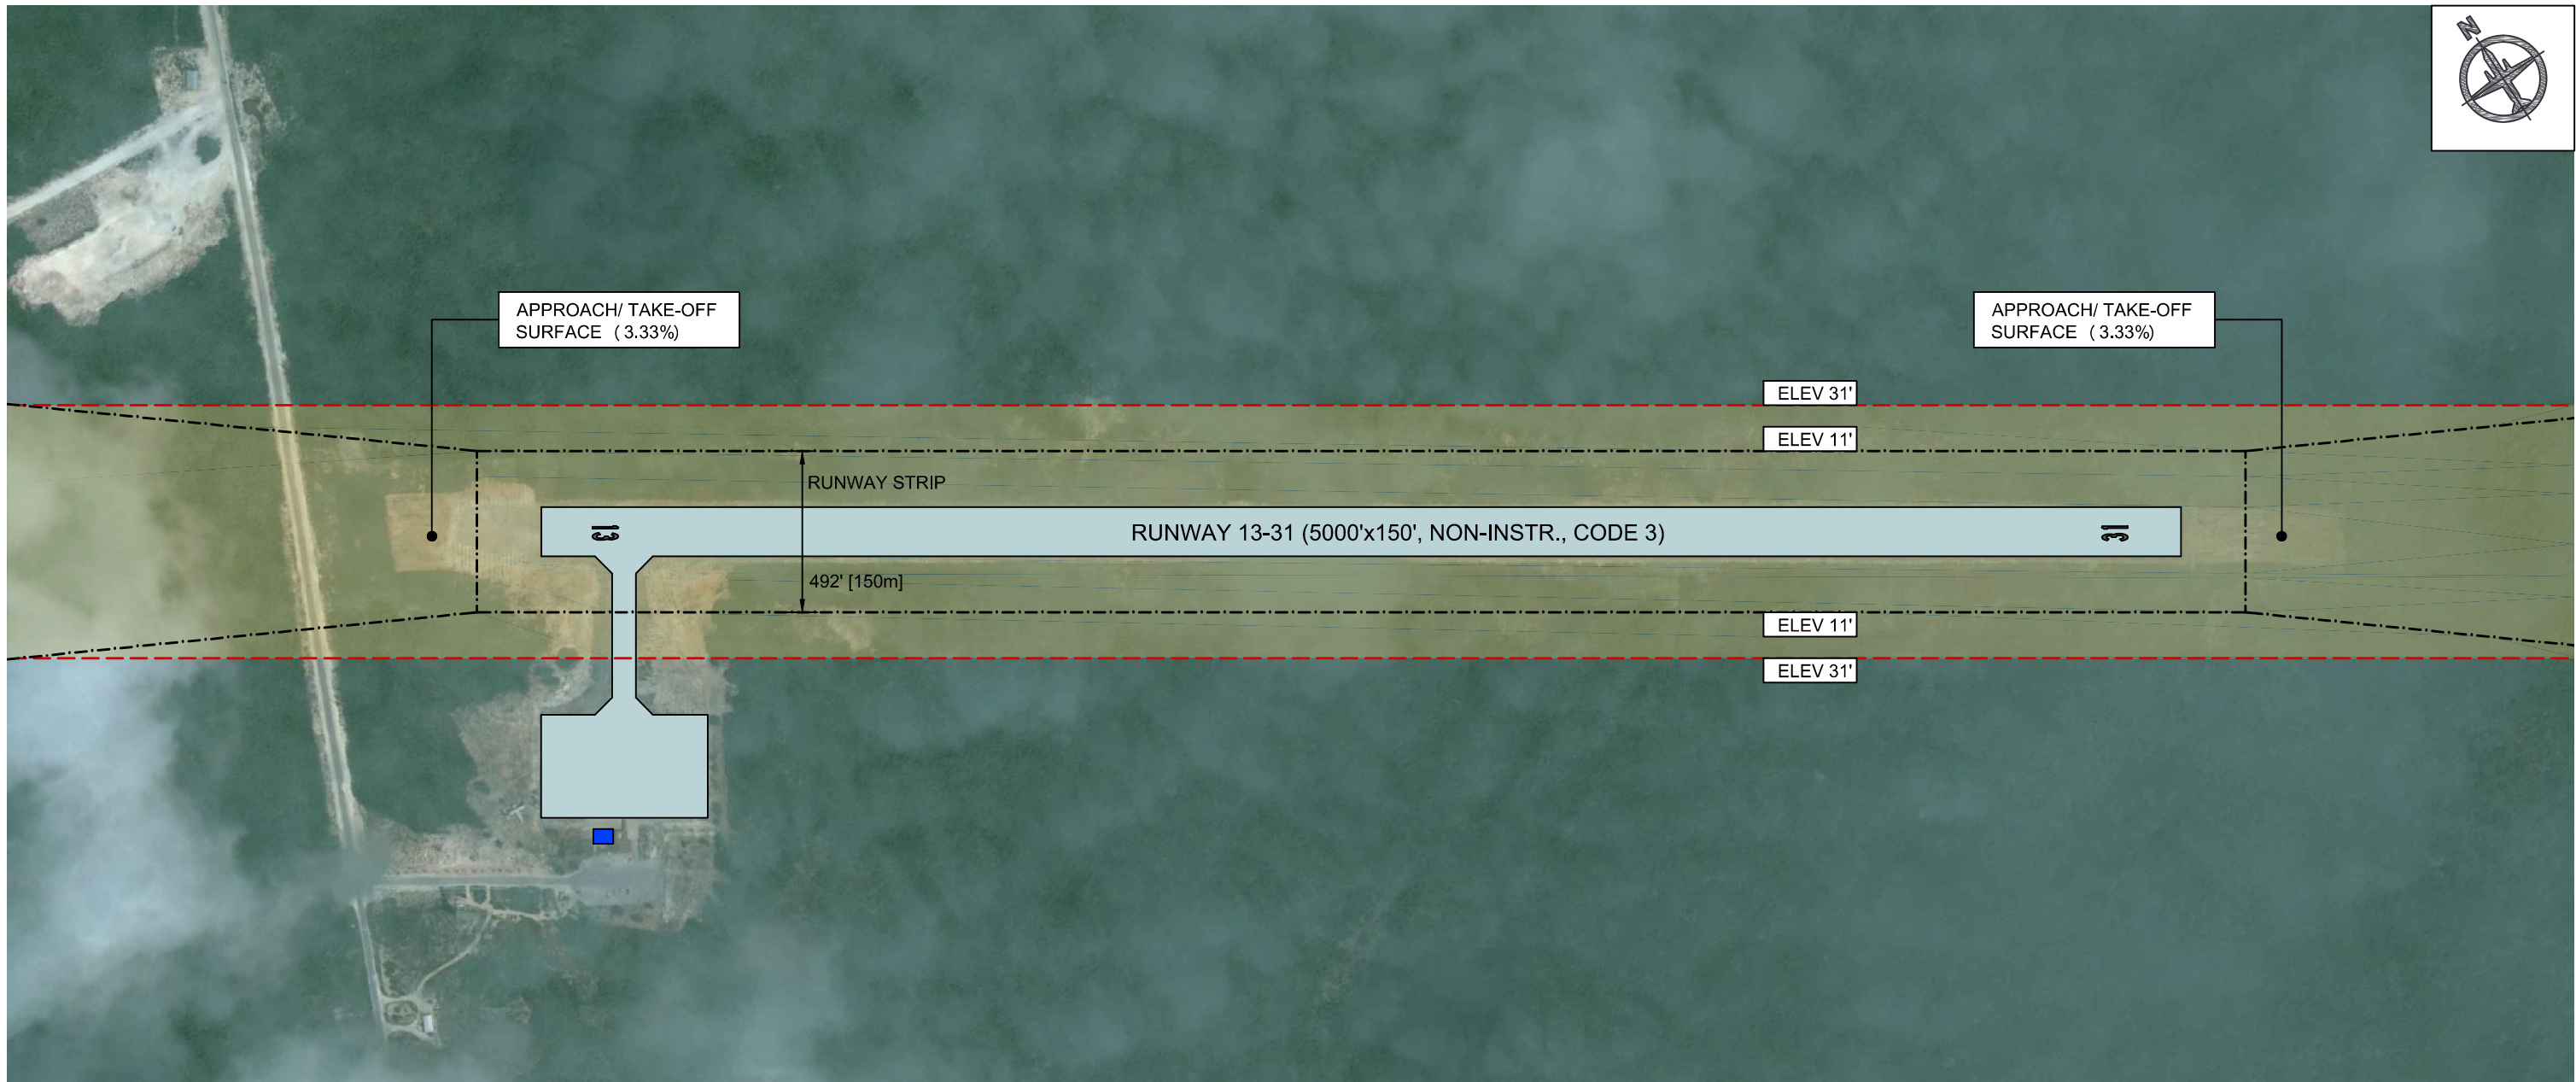 N
APPROACH/ TAKE-OFF
SURFACE ( 3.33%)
APPROACH/ TAKE-OFF
SURFACE ( 3.33%)
ELEV 31'
ELEV 11'
RUNWAY STRIP
13
RUNWAY 13-31 (5000'x150', NON-INSTR., CODE 3)
31
492' [150m]
ELEV 11'
ELEV 31'